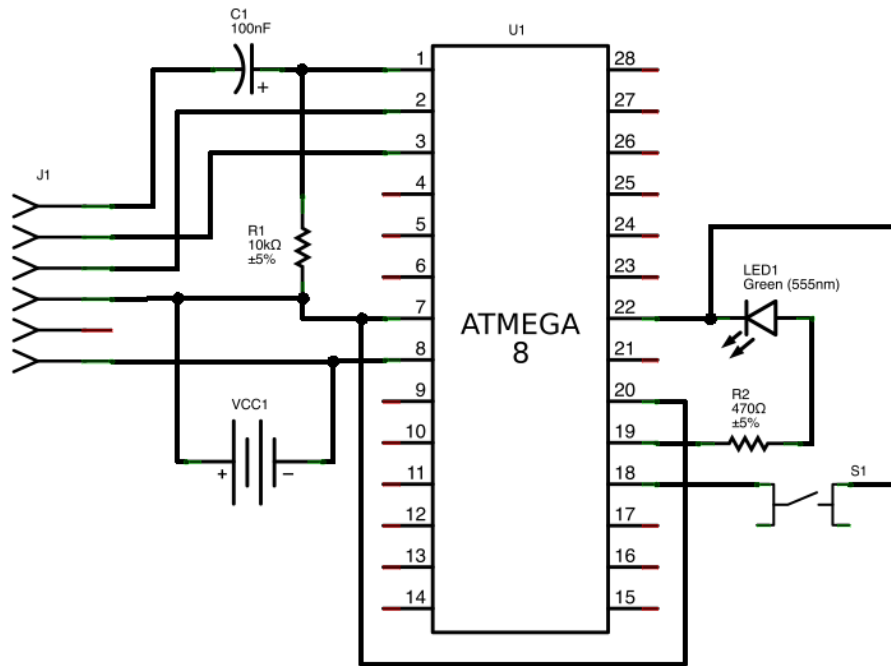 C1
100nF
+
U1
1
28
2
27
3
26
J1
4
25
R1
10kΩ
±5%
5
24
6
23
LED1
Green (555nm)
7
22
ATMEGA
8
8
21
VCC1
9
20
R2
470Ω
±5%
10
19
+
−
11
18
S1
12
17
13
16
14
15